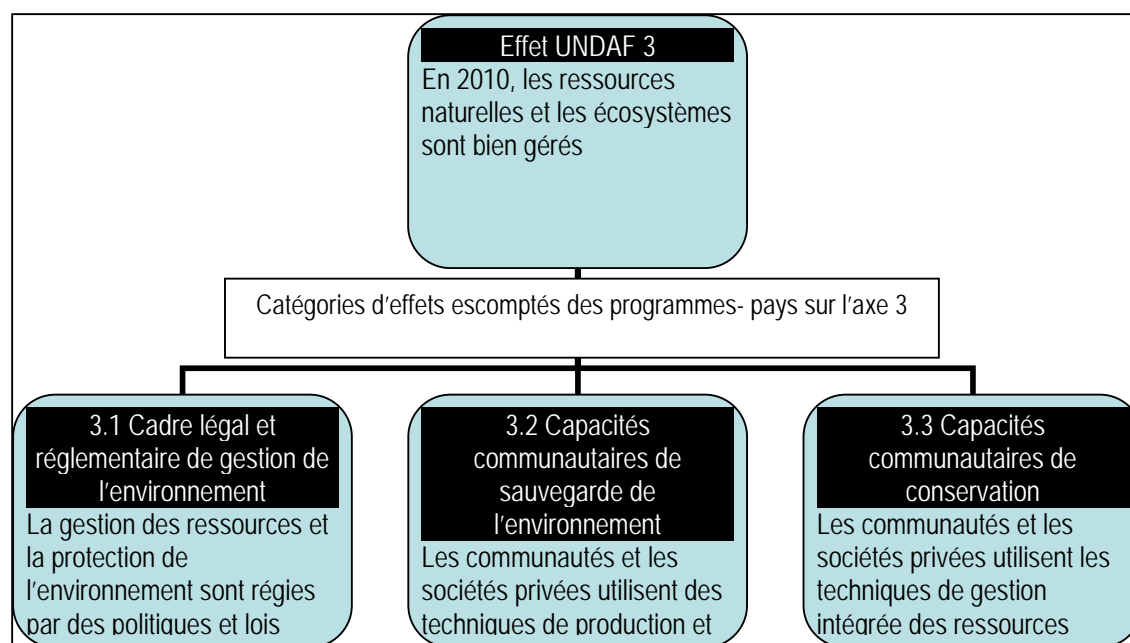 Effet UNDAF 3
En 2010, les ressources
naturelles et les écosystèmes
sont bien gérés
Catégories d'effets escomptés des programmes- pays sur l'axe 3
3.1 Cadre légal et
réglementaire de gestion de
l'environnement
La gestion des ressources et
la protection de
l'environnement sont régies
par des politiques et lois
3.2 Capacités
communautaires de
sauvegarde de
l'environnement
Les communautés et les
sociétés privées utilisent des
techniques de production et
3.3 Capacités
communautaires de
conservation
Les communautés et les
sociétés privées utilisent les
techniques de gestion
intégrée des ressources